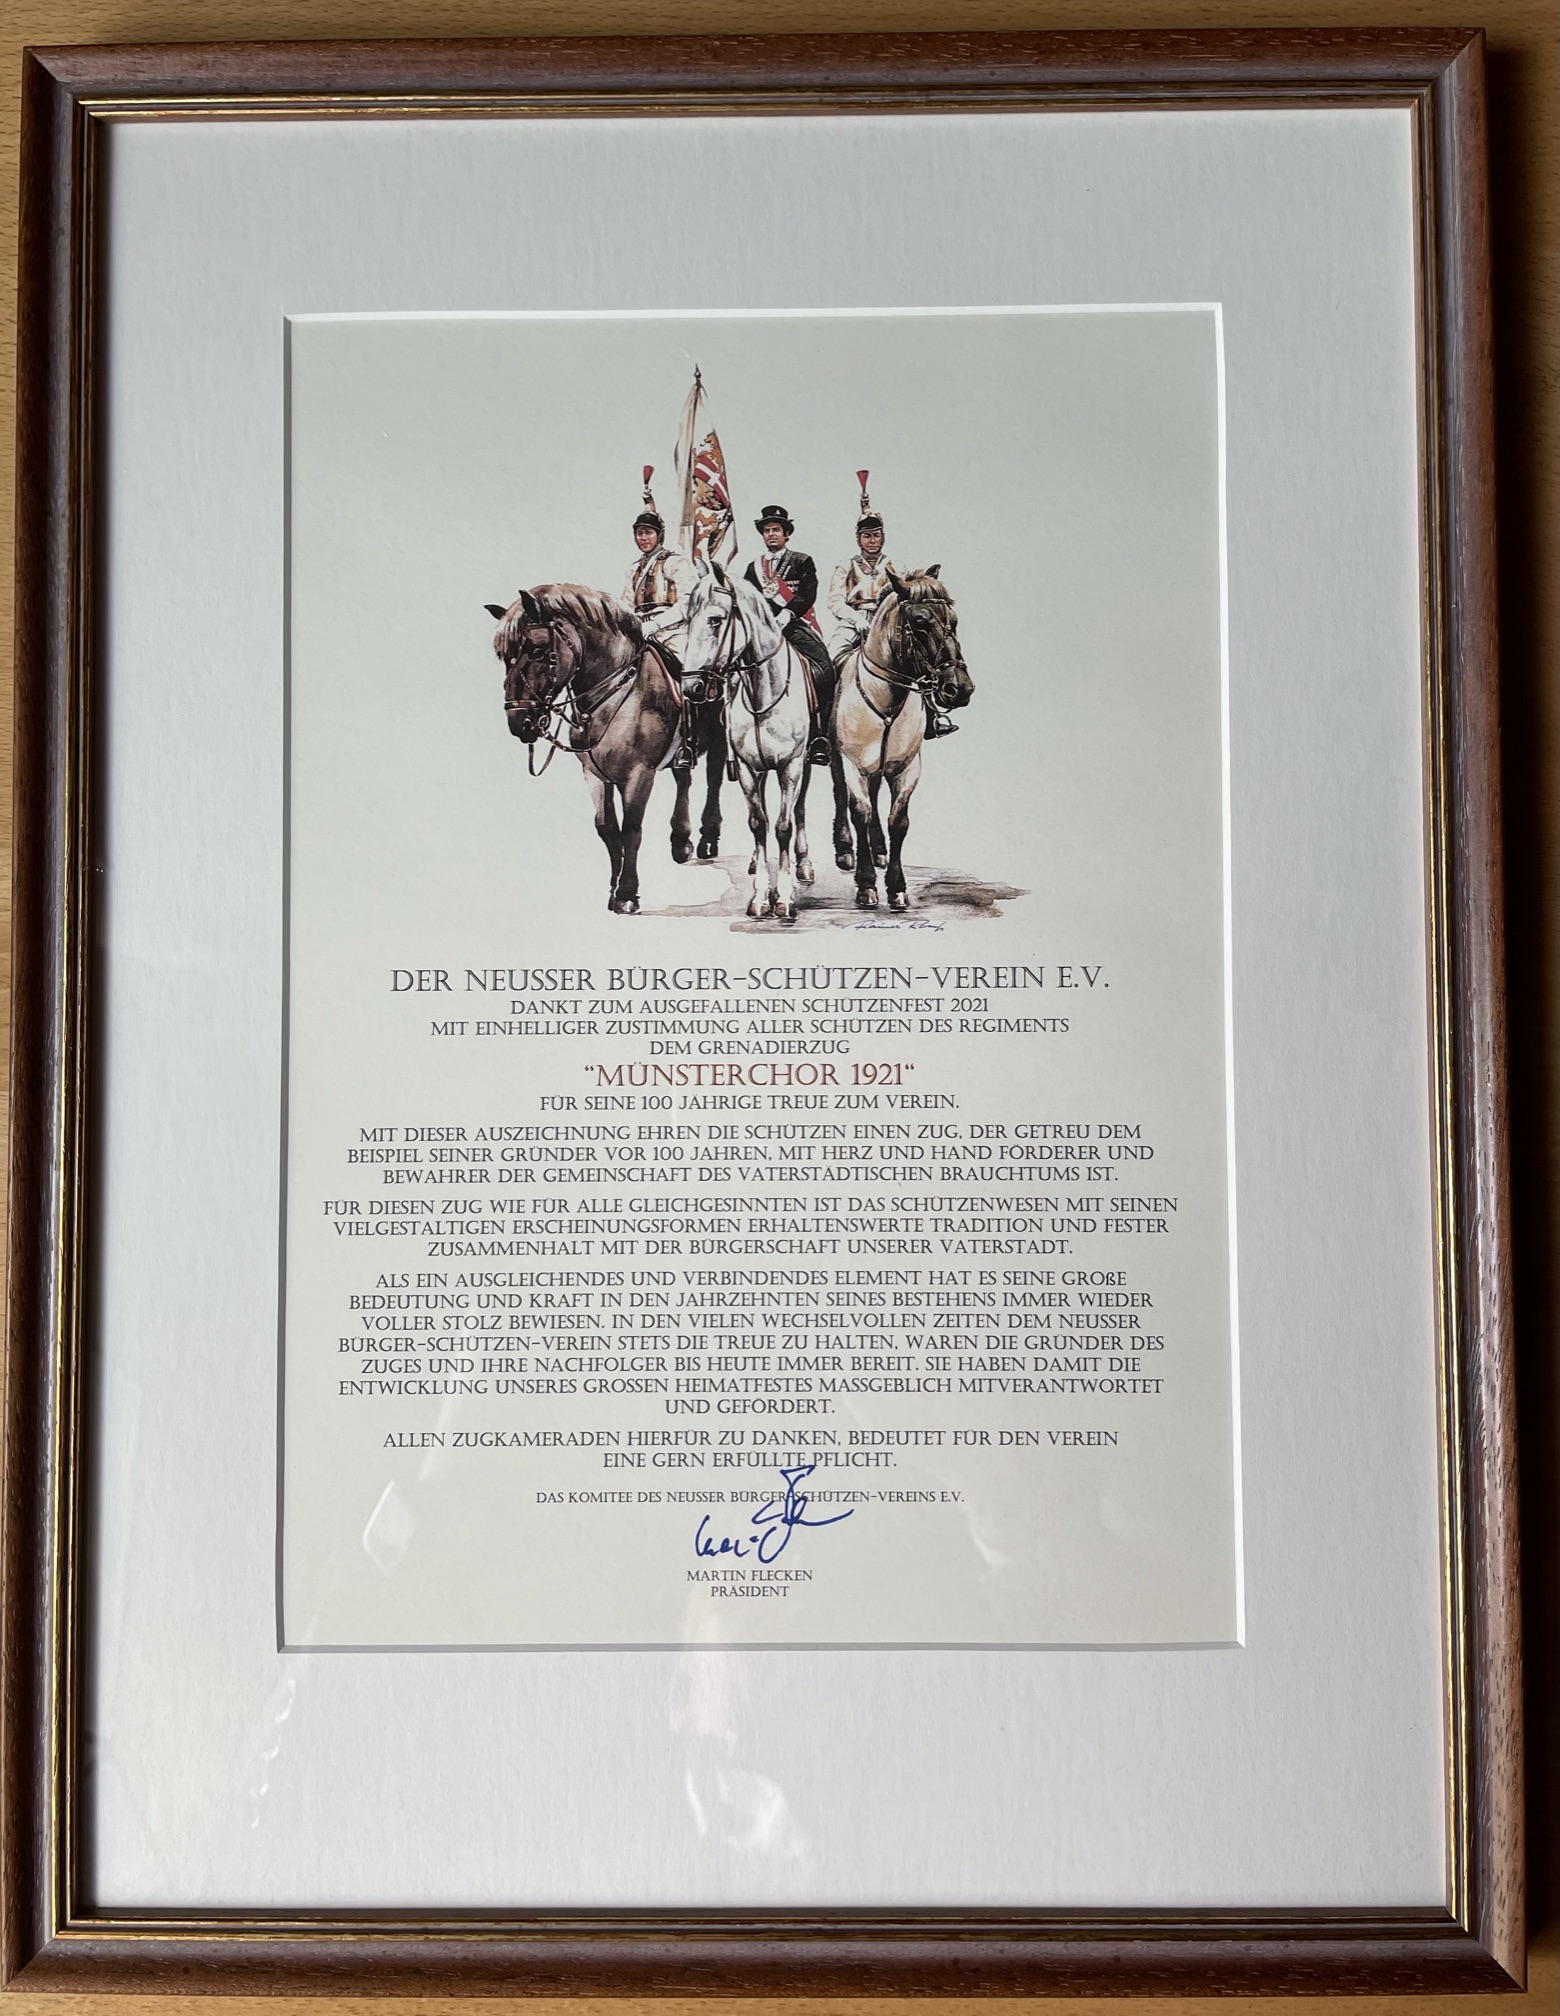 DER NEUSSER BÜRGER-SCHÜTZEN-VEREIN E.V.
DANKT ZUM AUSGEFALLENEN SCHÜTZENFEST 2021
MIT EINHELLIGER ZUSTIMMUNG ALLER SCHÜTZEN DES REGIMENTS
DEM GRENADIERZUG
“MÜNSTERCHOR 1921“
FÜR SEINE 100 JÄHRIGE TREUE ZUM VEREIN.
MIT DIESER AUSZEICHNUNG EHREN DIE SCHÜTZEN EINEN ZUG, DER GETREU DEM
BEISPIEL SEINER GRÜNDER VOR 100 JAHREN, MIT HERZ UND HAND FÖRDERER UND
BEWAHRER DER GEMEINSCHAFT DES VATERSTÄDTISCHEN BRAUCHTUMS IST.
FÜR DIESEN ZUG WIE FÜR ALLE GLEICHGESINNTEN IST DAS SCHÜTZENWESEN MIT SEINEN
VIELGESTALTIGEN ERSCHEINUNGSFORMEN ERHALTENSWERTE TRADITION UND FESTER
ZUSAMMENHALT MIT DER BÜRGERSCHAFT UNSERER VATERSTADT.
ALS EIN AUSGLEICHENDES UND VERBINDENDES ELEMENT HAT ES SEINE GROßE
BEDEUTUNG UND KRAFT IN DEN JAHRZEHNTEN SEINES BESTEHENS IMMER WIEDER
VOLLER STOLZ BEWIESEN. IN DEN VIELEN WECHSELVOLLEN ZEITEN DEM NEUSSER
BÜRGER-SCHÜTZEN-VEREIN STETS DIE TREUE ZU HALTEN, WAREN DIE GRÜNDER DES
ZUGES UND IHRE NACHFOLGER BIS HEUTE IMMER BEREIT. SIE HABEN DAMIT DIE
ENTWICKLUNG UNSERES GROSSEN HEIMATFESTES MASSGEBLICH MITVERANTWORTET
UND GEFÖRDERT.
ALLEN ZUGKAMERADEN HIERFÜR ZU DANKEN, BEDEUTET FÜR DEN VEREIN
EINE GERN ERFÜLLTE PFLICHT.
DAS KOMITEE DES NEUSSER BÜRGER-SCHÜTZEN-VEREINS E.V.
MARTIN FLECKEN
PRÄSIDENT